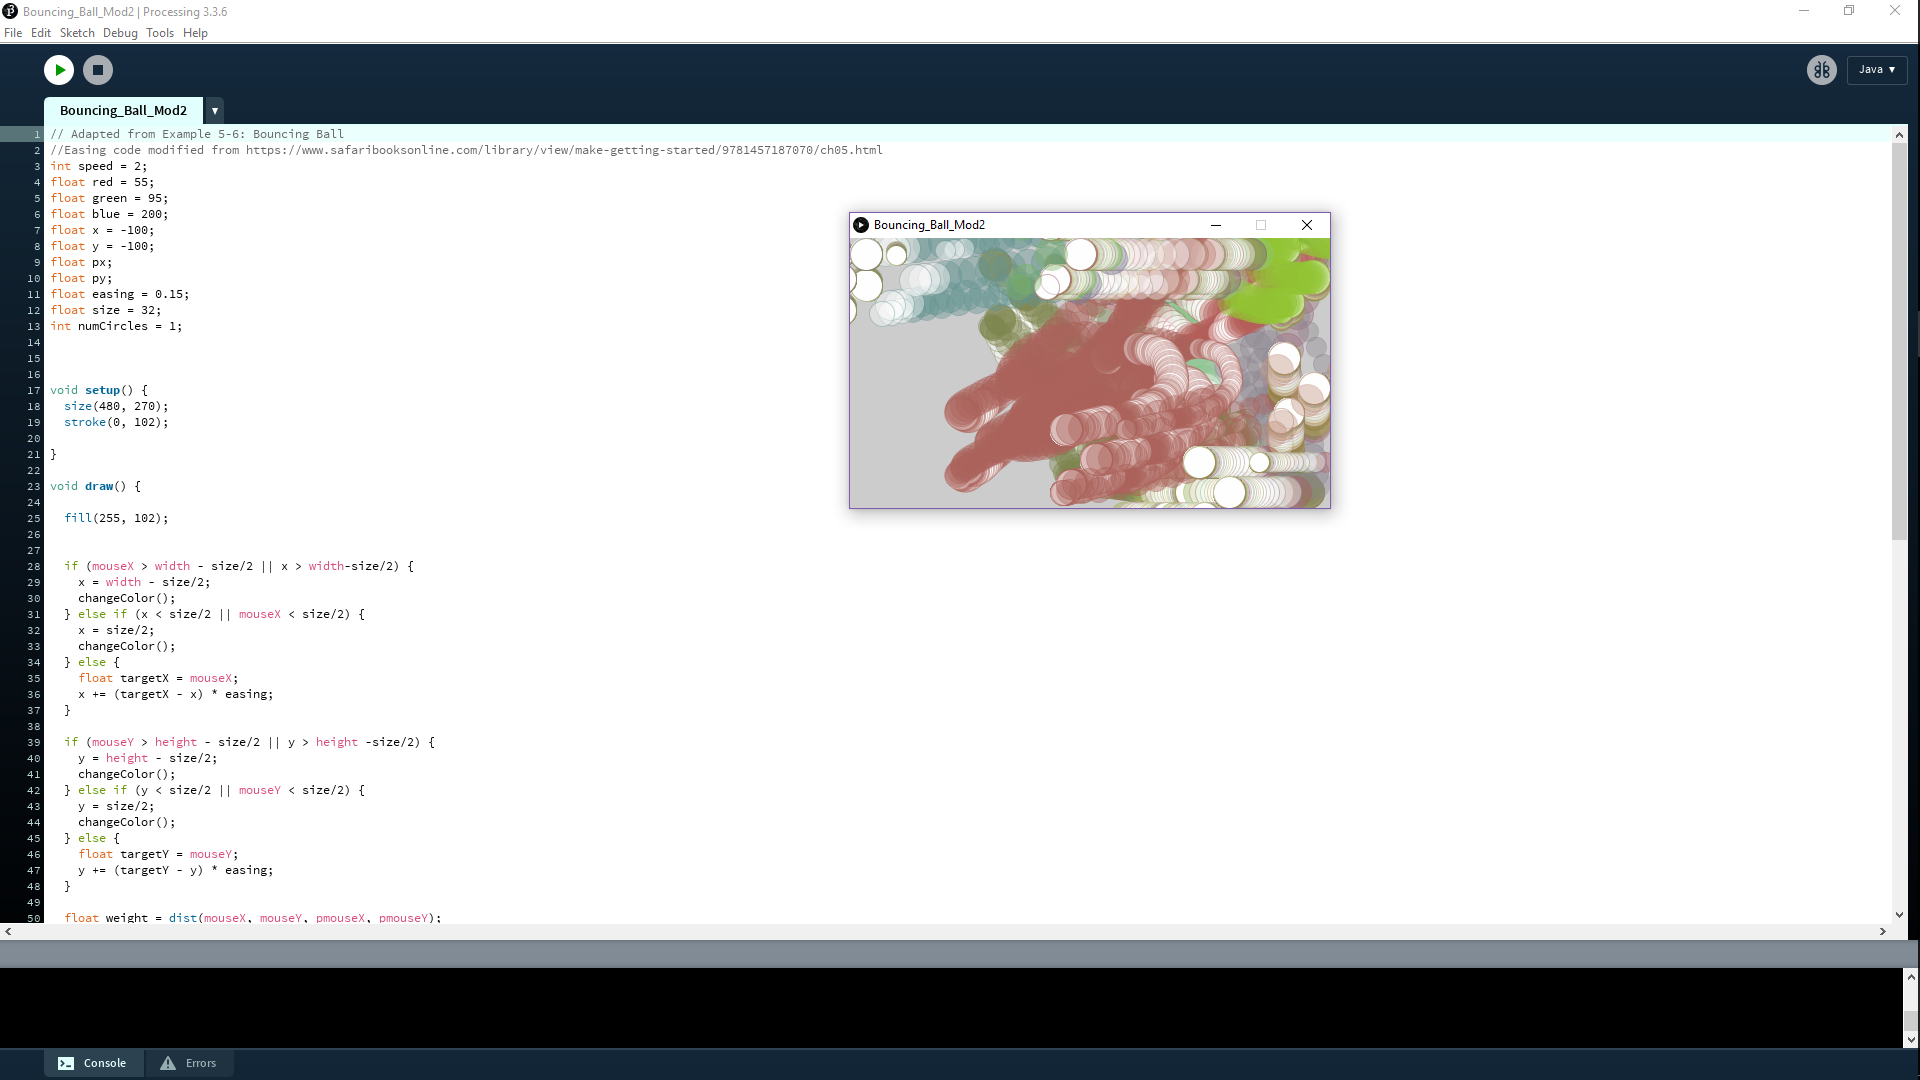 Bouncing_Ball_Mod2 | Processing 3.3.6
File Edit Sketch Debug Tools Help
Java ▾
Bouncing_Ball_Mod2 ▾
1 // Adapted from Example 5-6: Bouncing Ball
2 //Easing code modified from https://www.safaribooksonline.com/library/view/make-getting-started/9781457187070/ch05.html
3 int speed = 2;
4 float red = 55;
5 float green = 95;
6 float blue = 200;
7 float x = -100;
8 float y = -100;
9 float px;
10 float py;
11 float easing = 0.15;
12 float size = 32;
13 int numCircles = 1;
14
15
16
17 void setup() {
18 size(480, 270);
19 stroke(0, 102);
20
21 }
22
23 void draw() {
24
25 fill(255, 102);
26
27
28 if (mouseX > width - size/2 || x > width-size/2) {
29 x = width - size/2;
30 changeColor();
31 } else if (x < size/2 || mouseX < size/2) {
32 x = size/2;
33 changeColor();
34 } else {
35 float targetX = mouseX;
36 x += (targetX - x) * easing;
37 }
38
39 if (mouseY > height - size/2 || y > height -size/2) {
40 y = height - size/2;
41 changeColor();
42 } else if (y < size/2 || mouseY < size/2) {
43 y = size/2;
44 changeColor();
45 } else {
46 float targetY = mouseY;
47 y += (targetY - y) * easing;
48 }
49
50 float weight = dist(mouseX, mouseY, pmouseX, pmouseY);
Bouncing_Ball_Mod2
Console Errors